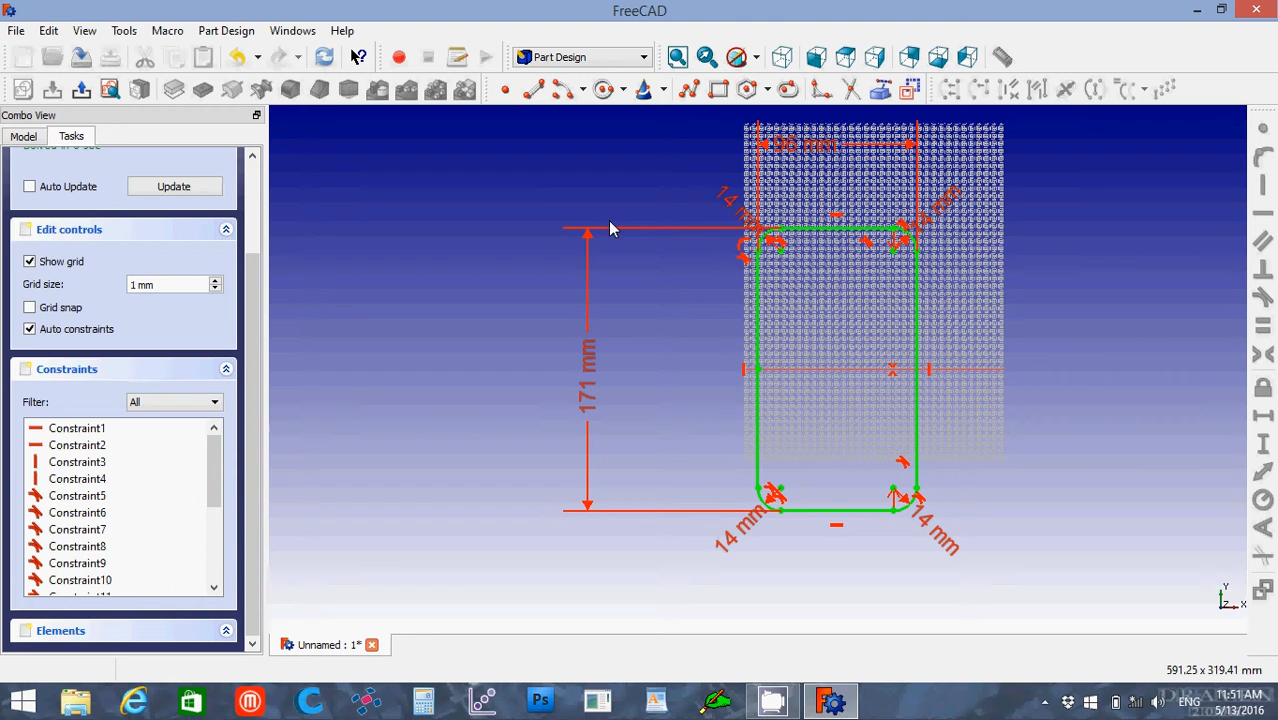 FreeCAD
File Edit View Tools Macro Part Design Windows Help
Part Design
Combo View
Model Tasks
Auto Update Update
Edit controls
Show grid
Grid size: 1 mm
Grid snap
Auto constraints
Constraints
Filter: All
Constraint1
Constraint2
Constraint3
Constraint4
Constraint5
Constraint6
Constraint7
Constraint8
Constraint9
Constraint10
Elements
171 mm
14 mm
14 mm
Y
Z X
Unnamed : 1*
591.25 x 319.41 mm
Ps
ENG
11:51 AM
5/13/2016